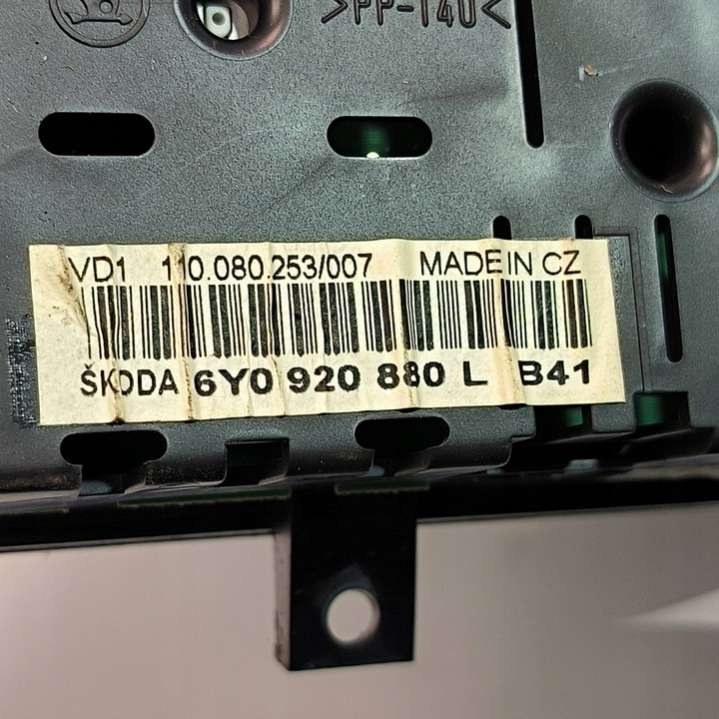 >PP-T40<
VD1 110.080.253/007 MADE IN CZ
ŠKODA 6Y0 920 880 L B41